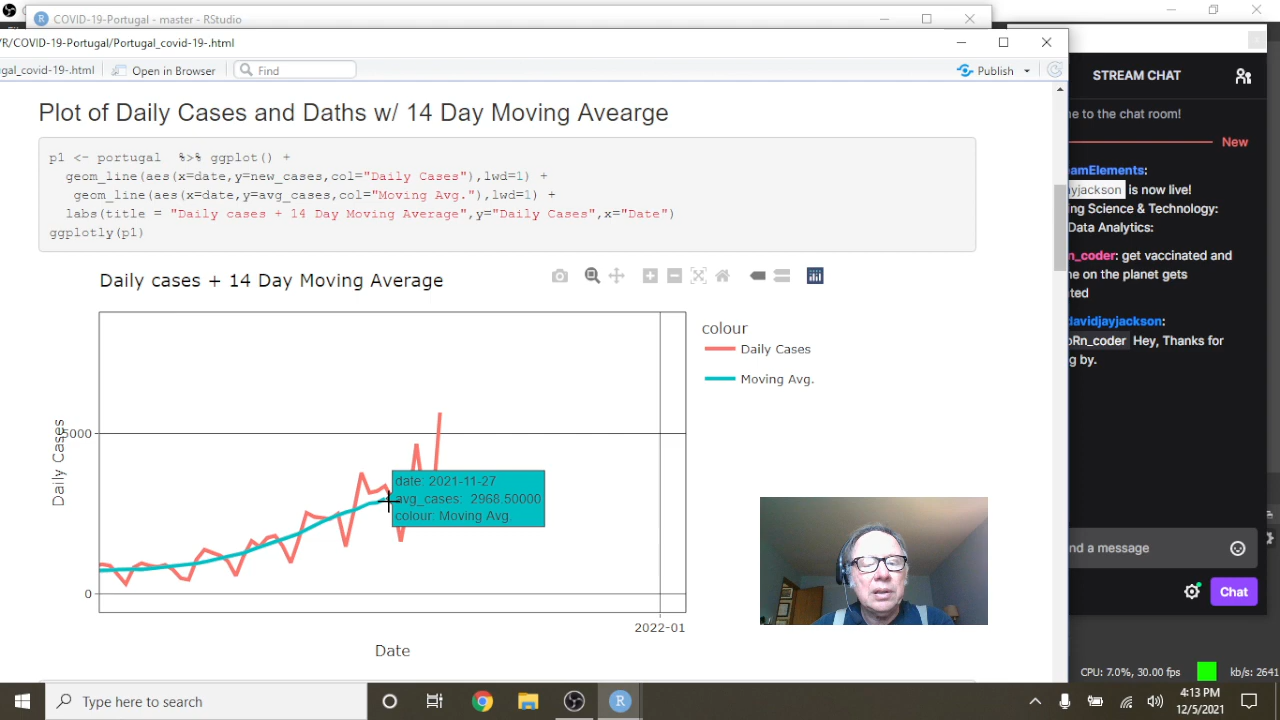 COVID-19-Portugal - master - RStudio
/R/COVID-19-Portugal/Portugal_covid-19-.html
gal_covid-19-.html
Open in Browser
Find
Publish
Plot of Daily Cases and Daths w/ 14 Day Moving Avearge
p1 <- portugal %>% ggplot() +
geom_line(aes(x=date,y=new_cases,col="Daily Cases"),lwd=1) +
geom_line(aes(x=date,y=avg_cases,col="Moving Avg."),lwd=1) +
labs(title = "Daily cases + 14 Day Moving Average",y="Daily Cases",x="Date")
ggplotly(p1)
Daily cases + 14 Day Moving Average
colour
Daily Cases
Moving Avg.
5000
0
Daily Cases
date: 2021-11-27
avg_cases: 2968.50000
colour: Moving Avg.
2022-01
Date
STREAM CHAT
me to the chat room!
New
amElements:
yjackson is now live!
ng Science & Technology:
Data Analytics:
n_coder: get vaccinated and
ne on the planet gets
ted
davidjayjackson:
oRn_coder Hey, Thanks for
g by.
nd a message
Chat
CPU: 7.0%, 30.00 fps
kb/s: 2641
Type here to search
4:13 PM
12/5/2021